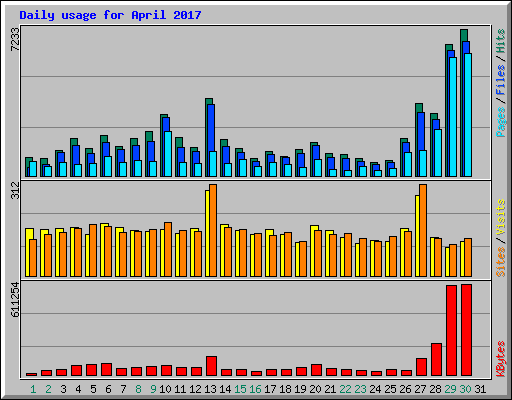 Daily usage for April 2017
7233
Pages / Files / Hits
312
Sites / Visits
611254
KBytes
1 2 3 4 5 6 7 8 9 10 11 12 13 14 15 16 17 18 19 20 21 22 23 24 25 26 27 28 29 30 31